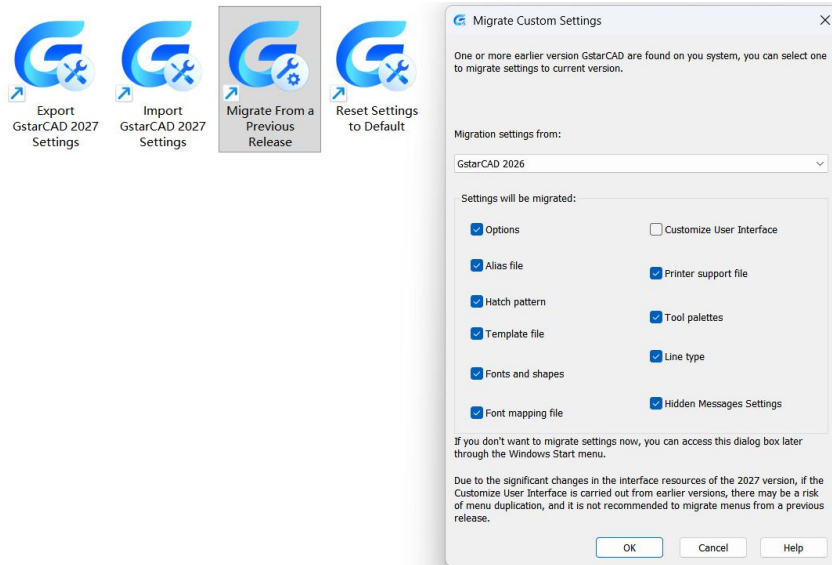 Export
GstarCAD 2027
Settings
Import
GstarCAD 2027
Settings
Migrate From a
Previous
Release
Reset Settings
to Default
Migrate Custom Settings
One or more earlier version GstarCAD are found on you system, you can select one
to migrate settings to current version.
Migration settings from:
GstarCAD 2026
Settings will be migrated:
Options
Customize User Interface
Alias file
Printer support file
Hatch pattern
Tool palettes
Template file
Line type
Fonts and shapes
Hidden Messages Settings
Font mapping file
If you don't want to migrate settings now, you can access this dialog box later
through the Windows Start menu.
Due to the significant changes in the interface resources of the 2027 version, if the
Customize User Interface is carried out from earlier versions, there may be a risk
of menu duplication, and it is not recommended to migrate menus from a previous
release.
OK
Cancel
Help